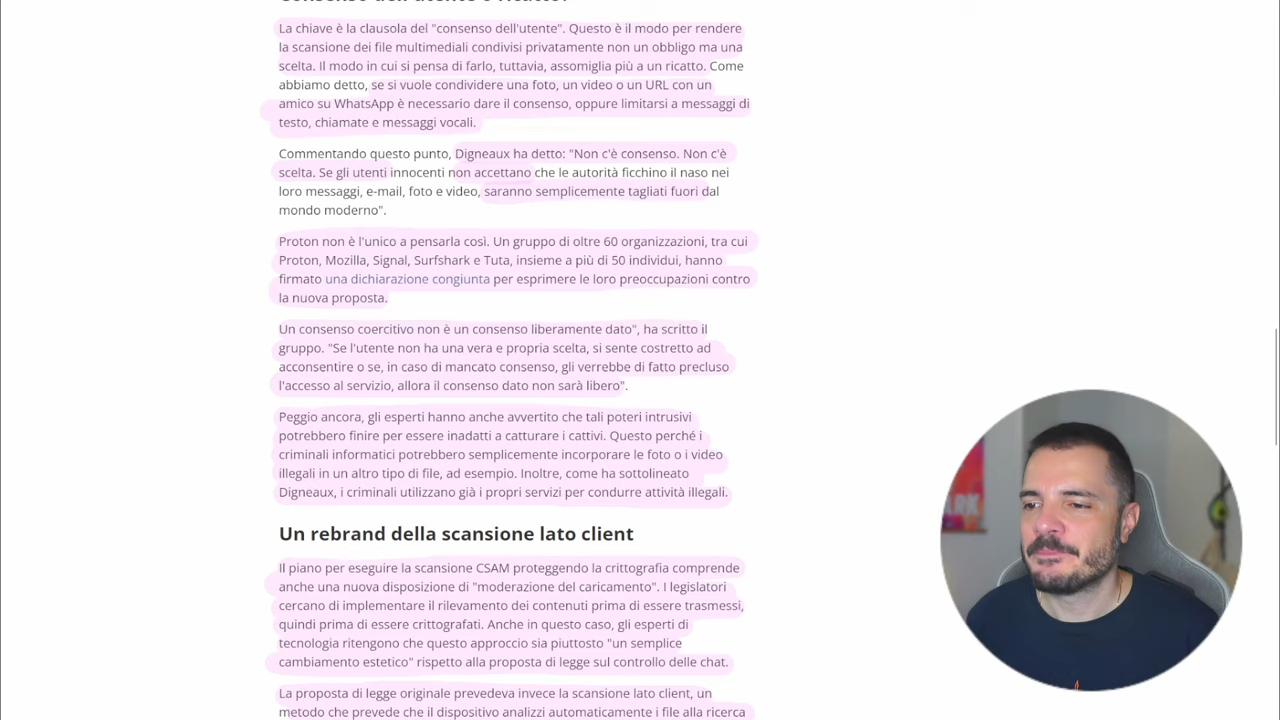 La chiave è la clausola del "consenso dell'utente". Questo è il modo per rendere
la scansione dei file multimediali condivisi privatamente non un obbligo ma una
scelta. Il modo in cui si pensa di farlo, tuttavia, assomiglia più a un ricatto. Come
abbiamo detto, se si vuole condividere una foto, un video o un URL con un
amico su WhatsApp è necessario dare il consenso, oppure limitarsi a messaggi di
testo, chiamate e messaggi vocali.
Commentando questo punto, Digneaux ha detto: "Non c'è consenso. Non c'è
scelta. Se gli utenti innocenti non accettano che le autorità ficchino il naso nei
loro messaggi, e-mail, foto e video, saranno semplicemente tagliati fuori dal
mondo moderno".
Proton non è l'unico a pensarla così. Un gruppo di oltre 60 organizzazioni, tra cui
Proton, Mozilla, Signal, Surfshark e Tuta, insieme a più di 50 individui, hanno
firmato una dichiarazione congiunta per esprimere le loro preoccupazioni contro
la nuova proposta.
Un consenso coercitivo non è un consenso liberamente dato", ha scritto il
gruppo. "Se l'utente non ha una vera e propria scelta, si sente costretto ad
acconsentire o se, in caso di mancato consenso, gli verrebbe di fatto precluso
l'accesso al servizio, allora il consenso dato non sarà libero".
Peggio ancora, gli esperti hanno anche avvertito che tali poteri intrusivi
potrebbero finire per essere inadatti a catturare i cattivi. Questo perché i
criminali informatici potrebbero semplicemente incorporare le foto o i video
illegali in un altro tipo di file, ad esempio. Inoltre, come ha sottolineato
Digneaux, i criminali utilizzano già i propri servizi per condurre attività illegali.
Un rebrand della scansione lato client
Il piano per eseguire la scansione CSAM proteggendo la crittografia comprende
anche una nuova disposizione di "moderazione del caricamento". I legislatori
cercano di implementare il rilevamento dei contenuti prima di essere trasmessi,
quindi prima di essere crittografati. Anche in questo caso, gli esperti di
tecnologia ritengono che questo approccio sia piuttosto "un semplice
cambiamento estetico" rispetto alla proposta di legge sul controllo delle chat.
La proposta di legge originale prevedeva invece la scansione lato client, un
metodo che prevede che il dispositivo analizzi automaticamente i file alla ricerca